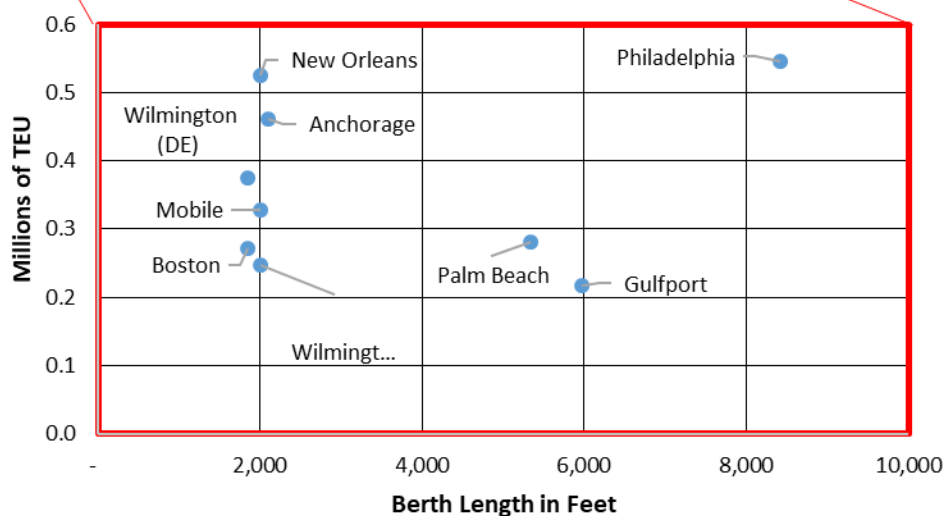 0.6
0.5
0.4
0.3
0.2
0.1
0.0
Millions of TEU
New Orleans
Philadelphia
Wilmington
(DE)
Anchorage
Mobile
Boston
Palm Beach
Gulfport
Wilmingt...
-
2,000
4,000
6,000
8,000
10,000
Berth Length in Feet